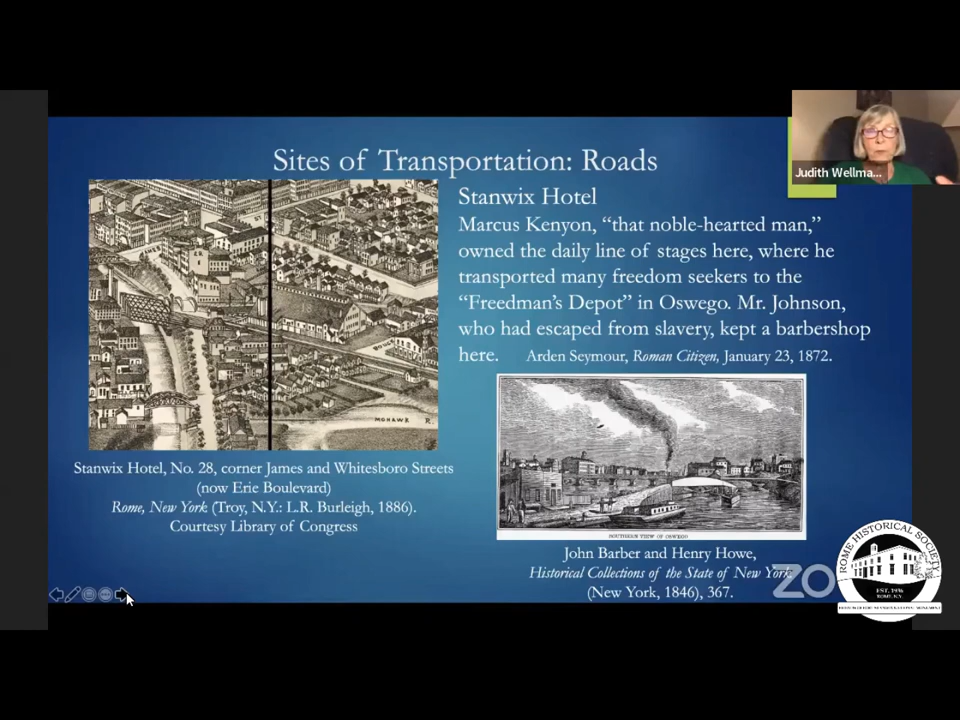 Sites of Transportation: Roads
Judith Wellma...
Stanwix Hotel
Marcus Kenyon, “that noble-hearted man,”
owned the daily line of stages here, where he
transported many freedom seekers to the
“Freedman’s Depot” in Oswego. Mr. Johnson,
who had escaped from slavery, kept a barbershop
here. Arden Seymour, Roman Citizen, January 23, 1872.
MOHAWK R.
SOUTHERN VIEW OF OSWEGO
Stanwix Hotel, No. 28, corner James and Whitesboro Streets
(now Erie Boulevard)
Rome, New York (Troy, N.Y.: L.R. Burleigh, 1886).
Courtesy Library of Congress
John Barber and Henry Howe,
Historical Collections of the State of New York
(New York, 1846), 367.
zo
ROME HISTORICAL SOCIETY
EST. 1936
ROME, N.Y.